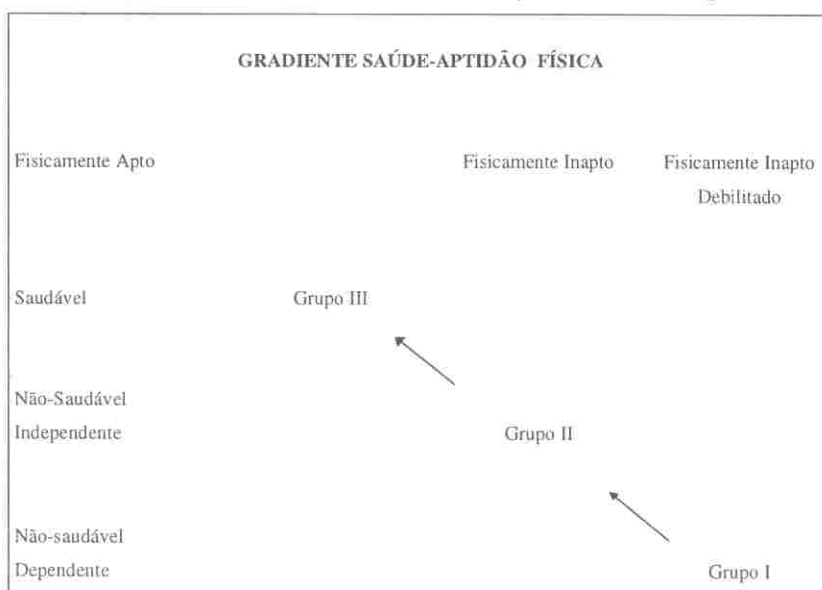 GRADIENTE SAÚDE-APTIDÃO FÍSICA
Fisicamente Apto Fisicamente Inapto Fisicamente Inapto
Debilitado
Saudável Grupo III
Não-Saudável
Independente Grupo II
Não-saudável
Dependente Grupo I